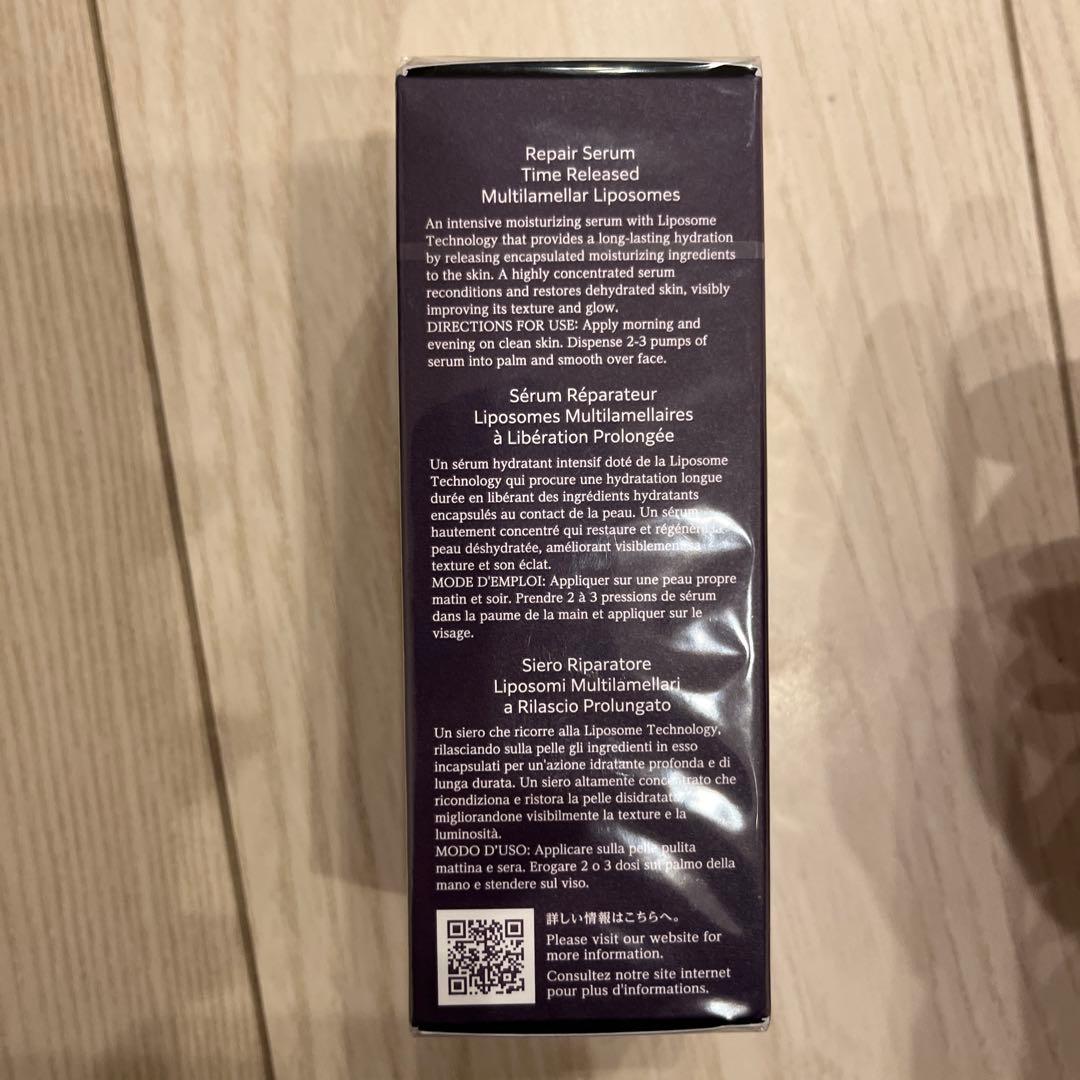 Repair Serum
Time Released
Multilamellar Liposomes
An intensive moisturizing serum with Liposome
Technology that provides a long-lasting hydration
by releasing encapsulated moisturizing ingredients
to the skin. A highly concentrated serum
reconditions and restores dehydrated skin, visibly
improving its texture and glow.
DIRECTIONS FOR USE: Apply morning and
evening on clean skin. Dispense 2-3 pumps of
serum into palm and smooth over face.
Sérum Réparateur
Liposomes Multilamellaires
à Libération Prolongée
Un sérum hydratant intensif doté de la Liposome
Technology qui procure une hydratation longue
durée en libérant des ingrédients hydratants
encapsulés au contact de la peau. Un sérum
hautement concentré qui restaure et régénère la
peau déshydratée, améliorant visiblement sa
texture et son éclat.
MODE D'EMPLOI: Appliquer sur une peau propre
matin et soir. Prendre 2 à 3 pressions de sérum
dans la paume de la main et appliquer sur le
visage.
Siero Riparatore
Liposomi Multilamellari
a Rilascio Prolungato
Un siero che ricorre alla Liposome Technology,
rilasciando sulla pelle gli ingredienti in esso
incapsulati per un'azione idratante profonda e di
lunga durata. Un siero altamente concentrato che
ricondiziona e ristora la pelle disidratata,
migliorandone visibilmente la texture e la
luminosità.
MODO D'USO: Applicare sulla pelle pulita
mattina e sera. Erogare 2 o 3 dosi sul palmo della
mano e stendere sul viso.
詳しい情報はこちらへ。
Please visit our website for
more information.
Consultez notre site internet
pour plus d'informations.